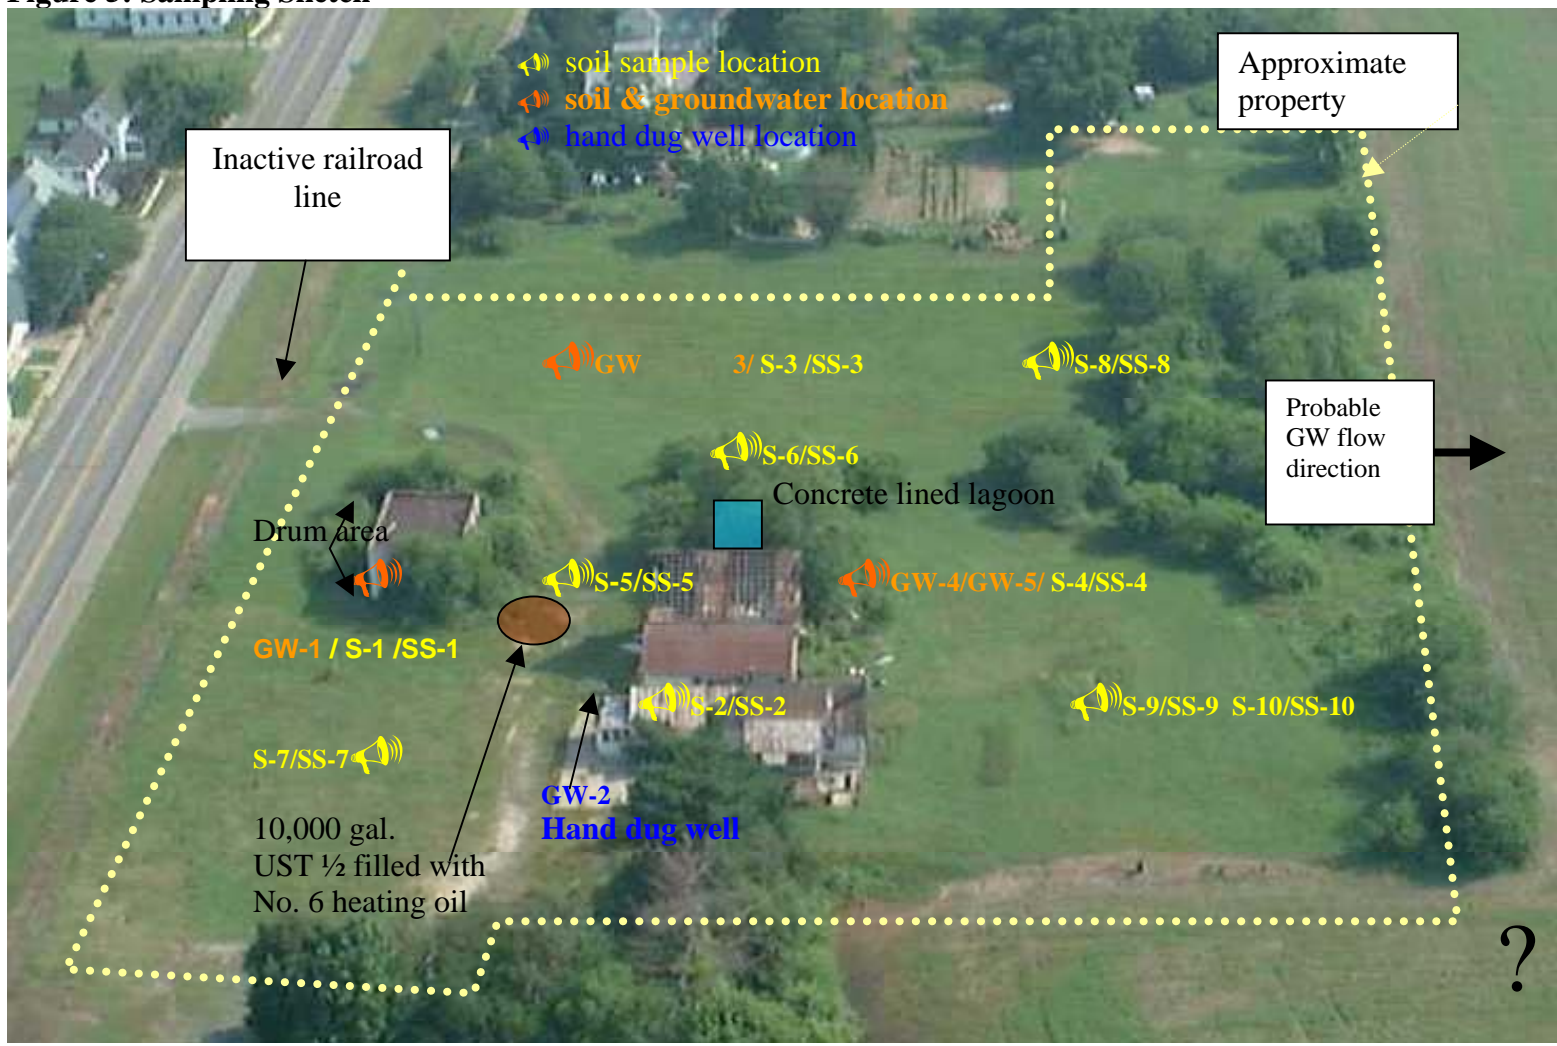 Figure 3: Sampling Sketch
soil sample location
soil & groundwater location
hand dug well location
Approximate
property
Inactive railroad
line
GW 3/ S-3 /SS-3
S-8/SS-8
Probable
GW flow
direction
S-6/SS-6
Concrete lined lagoon
Drum area
S-5/SS-5
GW-4/GW-5/ S-4/SS-4
GW-1 / S-1 /SS-1
S-2/SS-2
S-9/SS-9 S-10/SS-10
S-7/SS-7
GW-2
Hand dug well
10,000 gal.
UST ½ filled with
No. 6 heating oil
?